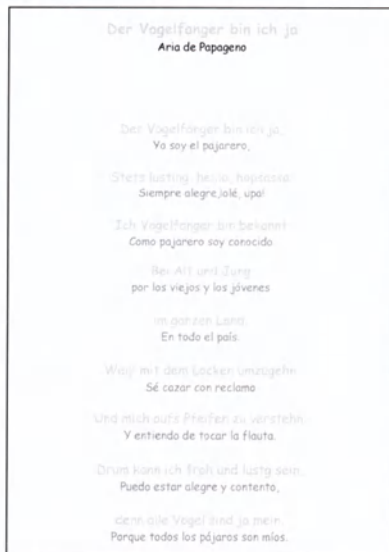 Der Vogelfänger bin ich ja
Aria de Papageno
Der Vogelfänger bin ich ja,
Yo soy el pajarero,
Stets lustig, heissa, hopsassa.
Siempre alegre,¡olé, upa!
Ich Vogelfänger bin bekannt
Como pajarero soy conocido
Bei Alt und Jung
por los viejos y los jóvenes
im ganzen Land.
En todo el país.
Waiβ mit dem Locken umzugehn
Sé cazar con reclamo
Und mich aufs Pfeifen zu verstehn.
Y entiendo de tocar la flauta.
Drum kann ich froh und lustg sein,
Puedo estar alegre y contento,
denn alle Vögel sind ja mein.
Porque todos los pájaros son míos.